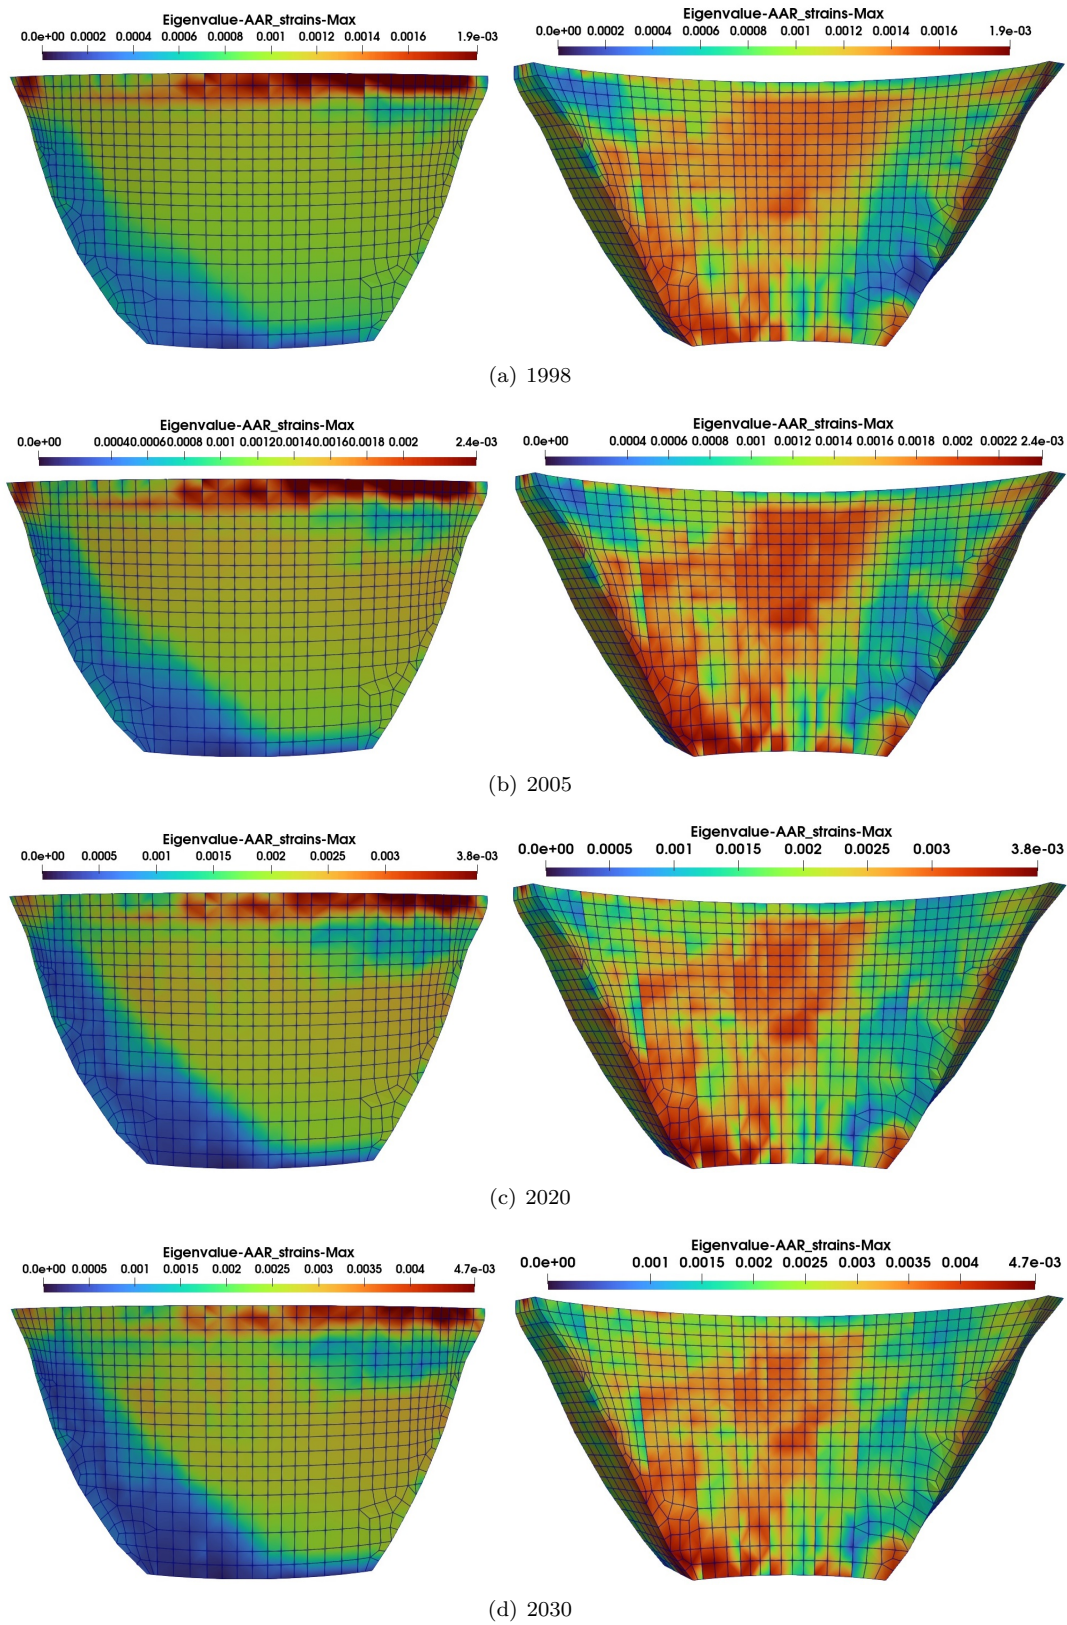 Eigenvalue-AAR_strains-Max
0.0e+00 0.0002 0.0004 0.0006 0.0008 0.001 0.0012 0.0014 0.0016 1.9e-03
Eigenvalue-AAR_strains-Max
0.0e+00 0.0002 0.0004 0.0006 0.0008 0.001 0.0012 0.0014 0.0016 1.9e-03
(a) 1998
Eigenvalue-AAR_strains-Max
0.0e+00 0.0004 0.0006 0.0008 0.001 0.0012 0.0014 0.0016 0.0018 0.002 2.4e-03
Eigenvalue-AAR_strains-Max
0.0e+00 0.0004 0.0006 0.0008 0.001 0.0012 0.0014 0.0016 0.0018 0.002 0.0022 2.4e-03
(b) 2005
Eigenvalue-AAR_strains-Max
0.0e+00 0.0005 0.001 0.0015 0.002 0.0025 0.003 3.8e-03
Eigenvalue-AAR_strains-Max
0.0e+00 0.0005 0.001 0.0015 0.002 0.0025 0.003 3.8e-03
(c) 2020
Eigenvalue-AAR_strains-Max
0.0e+00 0.0005 0.001 0.0015 0.002 0.0025 0.003 0.0035 0.004 4.7e-03
Eigenvalue-AAR_strains-Max
0.0e+00 0.001 0.0015 0.002 0.0025 0.003 0.0035 0.004 4.7e-03
(d) 2030